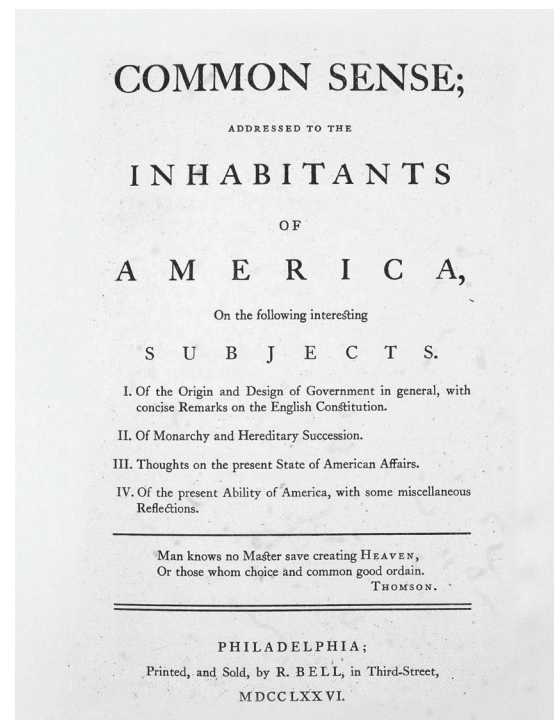 COMMON SENSE;
ADDRESSED TO THE
INHABITANTS
OF
AMERICA,
On the following interesting
SUBJECTS.
I. Of the Origin and Design of Government in general, with
concise Remarks on the English Constitution.
II. Of Monarchy and Hereditary Succession.
III. Thoughts on the present State of American Affairs.
IV. Of the present Ability of America, with some miscellaneous
Reflections.
Man knows no Master save creating HEAVEN,
Or those whom choice and common good ordain.
THOMSON.
PHILADELPHIA;
Printed, and Sold, by R. BELL, in Third-Street,
MDCCLXXVI.